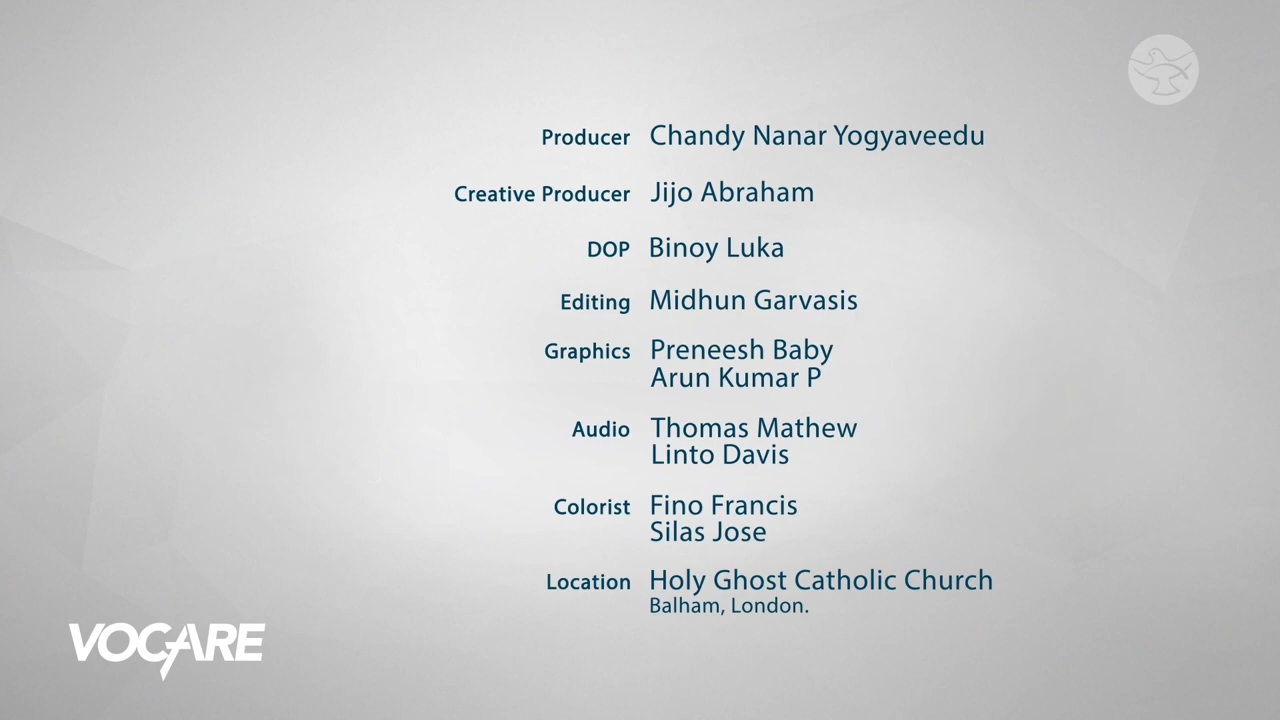 Producer Chandy Nanar Yogyaveedu
Creative Producer Jijo Abraham
DOP Binoy Luka
Editing Midhun Garvasis
Graphics Preneesh Baby
Arun Kumar P
Audio Thomas Mathew
Linto Davis
Colorist Fino Francis
Silas Jose
Location Holy Ghost Catholic Church
Balham, London.
VOCARE